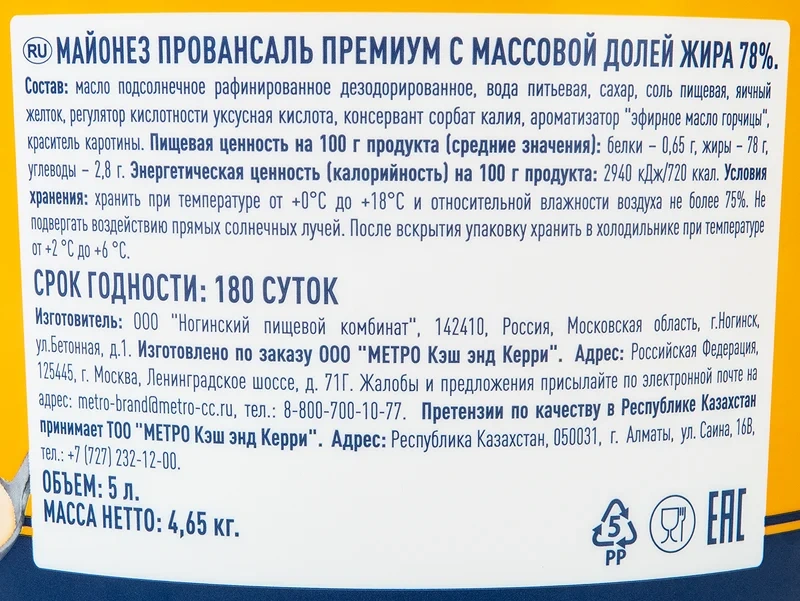 RU МАЙОНЕЗ ПРОВАНСАЛЬ ПРЕМИУМ С МАССОВОЙ ДОЛЕЙ ЖИРА 78%.
Состав: масло подсолнечное рафинированное дезодорированное, вода питьевая, сахар, соль пищевая, яичный
желток, регулятор кислотности уксусная кислота, консервант сорбат калия, ароматизатор "эфирное масло горчицы",
краситель каротины. Пищевая ценность на 100 г продукта (средние значения): белки – 0,65 г, жиры – 78 г,
углеводы – 2,8 г. Энергетическая ценность (калорийность) на 100 г продукта: 2940 кДж/720 ккал. Условия
хранения: хранить при температуре от +0°C до +18°C и относительной влажности воздуха не более 75%. Не
подвергать воздействию прямых солнечных лучей. После вскрытия упаковку хранить в холодильнике при температуре
от +2 °C до +6 °C.
СРОК ГОДНОСТИ: 180 СУТОК
Изготовитель: ООО "Ногинский пищевой комбинат", 142410, Россия, Московская область, г.Ногинск,
ул.Бетонная, д.1. Изготовлено по заказу ООО "МЕТРО Кэш энд Керри". Адрес: Российская Федерация,
125445, г. Москва, Ленинградское шоссе, д. 71Г. Жалобы и предложения присылайте по электронной почте на
адрес: metro-brand@metro-cc.ru, тел.: 8-800-700-10-77. Претензии по качеству в Республике Казахстан
принимает ТОО "МЕТРО Кэш энд Керри". Адрес: Республика Казахстан, 050031, г. Алматы, ул. Саина, 16В,
тел.: +7 (727) 232-12-00.
ОБЪЕМ: 5 л.
МАССА НЕТТО: 4,65 кг.
5
PP
EAC